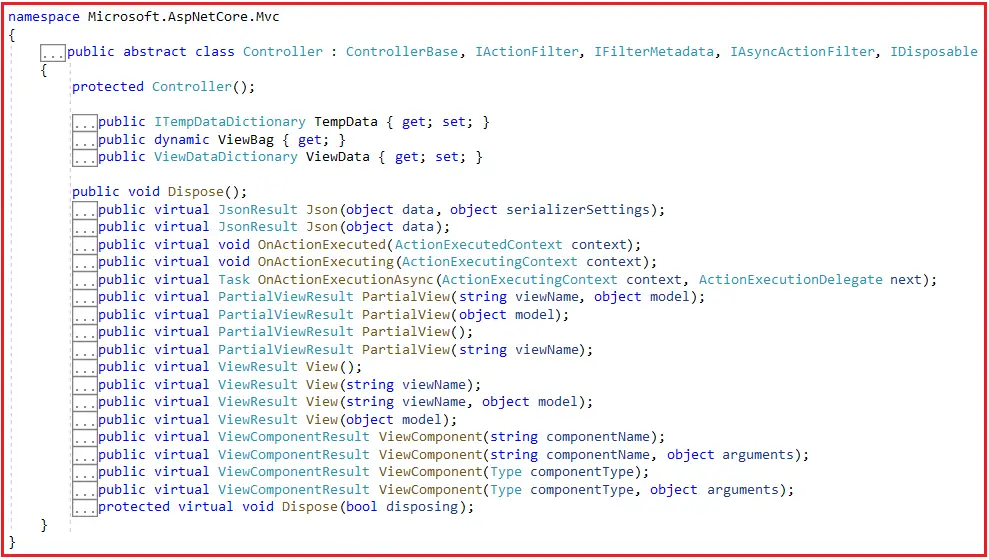 namespace Microsoft.AspNetCore.Mvc
{
...public abstract class Controller : ControllerBase, IActionFilter, IFilterMetadata, IAsyncActionFilter, IDisposable
{
protected Controller();
...public ITempDataDictionary TempData { get; set; }
...public dynamic ViewBag { get; }
...public ViewDataDictionary ViewData { get; set; }
public void Dispose();
...public virtual JsonResult Json(object data, object serializerSettings);
...public virtual JsonResult Json(object data);
...public virtual void OnActionExecuted(ActionExecutedContext context);
...public virtual void OnActionExecuting(ActionExecutingContext context);
...public virtual Task OnActionExecutionAsync(ActionExecutingContext context, ActionExecutionDelegate next);
...public virtual PartialViewResult PartialView(string viewName, object model);
...public virtual PartialViewResult PartialView(object model);
...public virtual PartialViewResult PartialView();
...public virtual PartialViewResult PartialView(string viewName);
...public virtual ViewResult View();
...public virtual ViewResult View(string viewName);
...public virtual ViewResult View(string viewName, object model);
...public virtual ViewResult View(object model);
...public virtual ViewComponentResult ViewComponent(string componentName);
...public virtual ViewComponentResult ViewComponent(string componentName, object arguments);
...public virtual ViewComponentResult ViewComponent(Type componentType);
...public virtual ViewComponentResult ViewComponent(Type componentType, object arguments);
...protected virtual void Dispose(bool disposing);
}
}